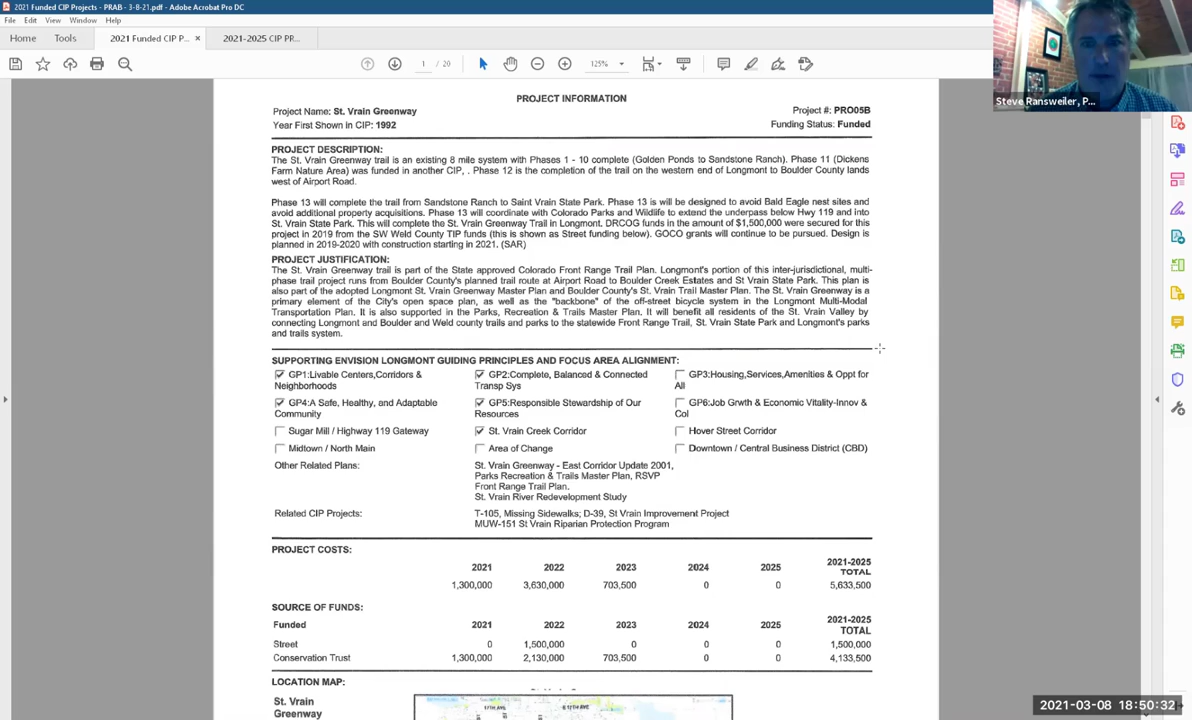 2021 Funded CIP Projects - PRAB - 3-8-21.pdf - Adobe Acrobat Pro DC
File Edit View Window Help
Home Tools 2021 Funded CIP P... × 2021-2025 CIP PR...
1 / 20 125%
Steve Ransweiler, P...
PROJECT INFORMATION
Project Name: St. Vrain Greenway Project #: PRO05B
Year First Shown in CIP: 1992 Funding Status: Funded
PROJECT DESCRIPTION:
The St. Vrain Greenway trail is an existing 8 mile system with Phases 1 - 10 complete (Golden Ponds to Sandstone Ranch). Phase 11 (Dickens
Farm Nature Area) was funded in another CIP, . Phase 12 is the completion of the trail on the western end of Longmont to Boulder County lands
west of Airport Road.
Phase 13 will complete the trail from Sandstone Ranch to Saint Vrain State Park. Phase 13 is will be designed to avoid Bald Eagle nest sites and
avoid additional property acquisitions. Phase 13 will coordinate with Colorado Parks and Wildlife to extend the underpass below Hwy 119 and into
St. Vrain State Park. This will complete the St. Vrain Greenway Trail in Longmont. DRCOG funds in the amount of $1,500,000 were secured for this
project in 2019 from the SW Weld County TIP funds (this is shown as Street funding below). GOCO grants will continue to be pursued. Design is
planned in 2019-2020 with construction starting in 2021. (SAR)
PROJECT JUSTIFICATION:
The St. Vrain Greenway trail is part of the State approved Colorado Front Range Trail Plan. Longmont's portion of this inter-jurisdictional, multi-
phase trail project runs from Boulder County's planned trail route at Airport Road to Boulder Creek Estates and St Vrain State Park. This plan is
also part of the adopted Longmont St. Vrain Greenway Master Plan and Boulder County's St. Vrain Trail Master Plan. The St. Vrain Greenway is a
primary element of the City's open space plan, as well as the "backbone" of the off-street bicycle system in the Longmont Multi-Modal
Transportation Plan. It is also supported in the Parks, Recreation & Trails Master Plan. It will benefit all residents of the St. Vrain Valley by
connecting Longmont and Boulder and Weld county trails and parks to the statewide Front Range Trail, St. Vrain State Park and Longmont's parks
and trails system.
SUPPORTING ENVISION LONGMONT GUIDING PRINCIPLES AND FOCUS AREA ALIGNMENT:
GP1:Livable Centers,Corridors & GP2:Complete, Balanced & Connected GP3:Housing,Services,Amenities & Oppt for
Neighborhoods Transp Sys All
GP4:A Safe, Healthy, and Adaptable GP5:Responsible Stewardship of Our GP6:Job Grwth & Economic Vitality-Innov &
Community Resources Col
Sugar Mill / Highway 119 Gateway St. Vrain Creek Corridor Hover Street Corridor
Midtown / North Main Area of Change Downtown / Central Business District (CBD)
Other Related Plans: St. Vrain Greenway - East Corridor Update 2001,
Parks Recreation & Trails Master Plan, RSVP
Front Range Trail Plan.
St. Vrain River Redevelopment Study
Related CIP Projects: T-105, Missing Sidewalks; D-39, St Vrain Improvement Project
MUW-151 St Vrain Riparian Protection Program
PROJECT COSTS:
2021 2022 2023 2024 2025 2021-2025
TOTAL
1,300,000 3,630,000 703,500 0 0 5,633,500
SOURCE OF FUNDS:
Funded 2021 2022 2023 2024 2025 2021-2025
TOTAL
Street 0 1,500,000 0 0 0 1,500,000
Conservation Trust 1,300,000 2,130,000 703,500 0 0 4,133,500
LOCATION MAP:
St. Vrain
Greenway
17TH AVE
2021-03-08 18:50:32